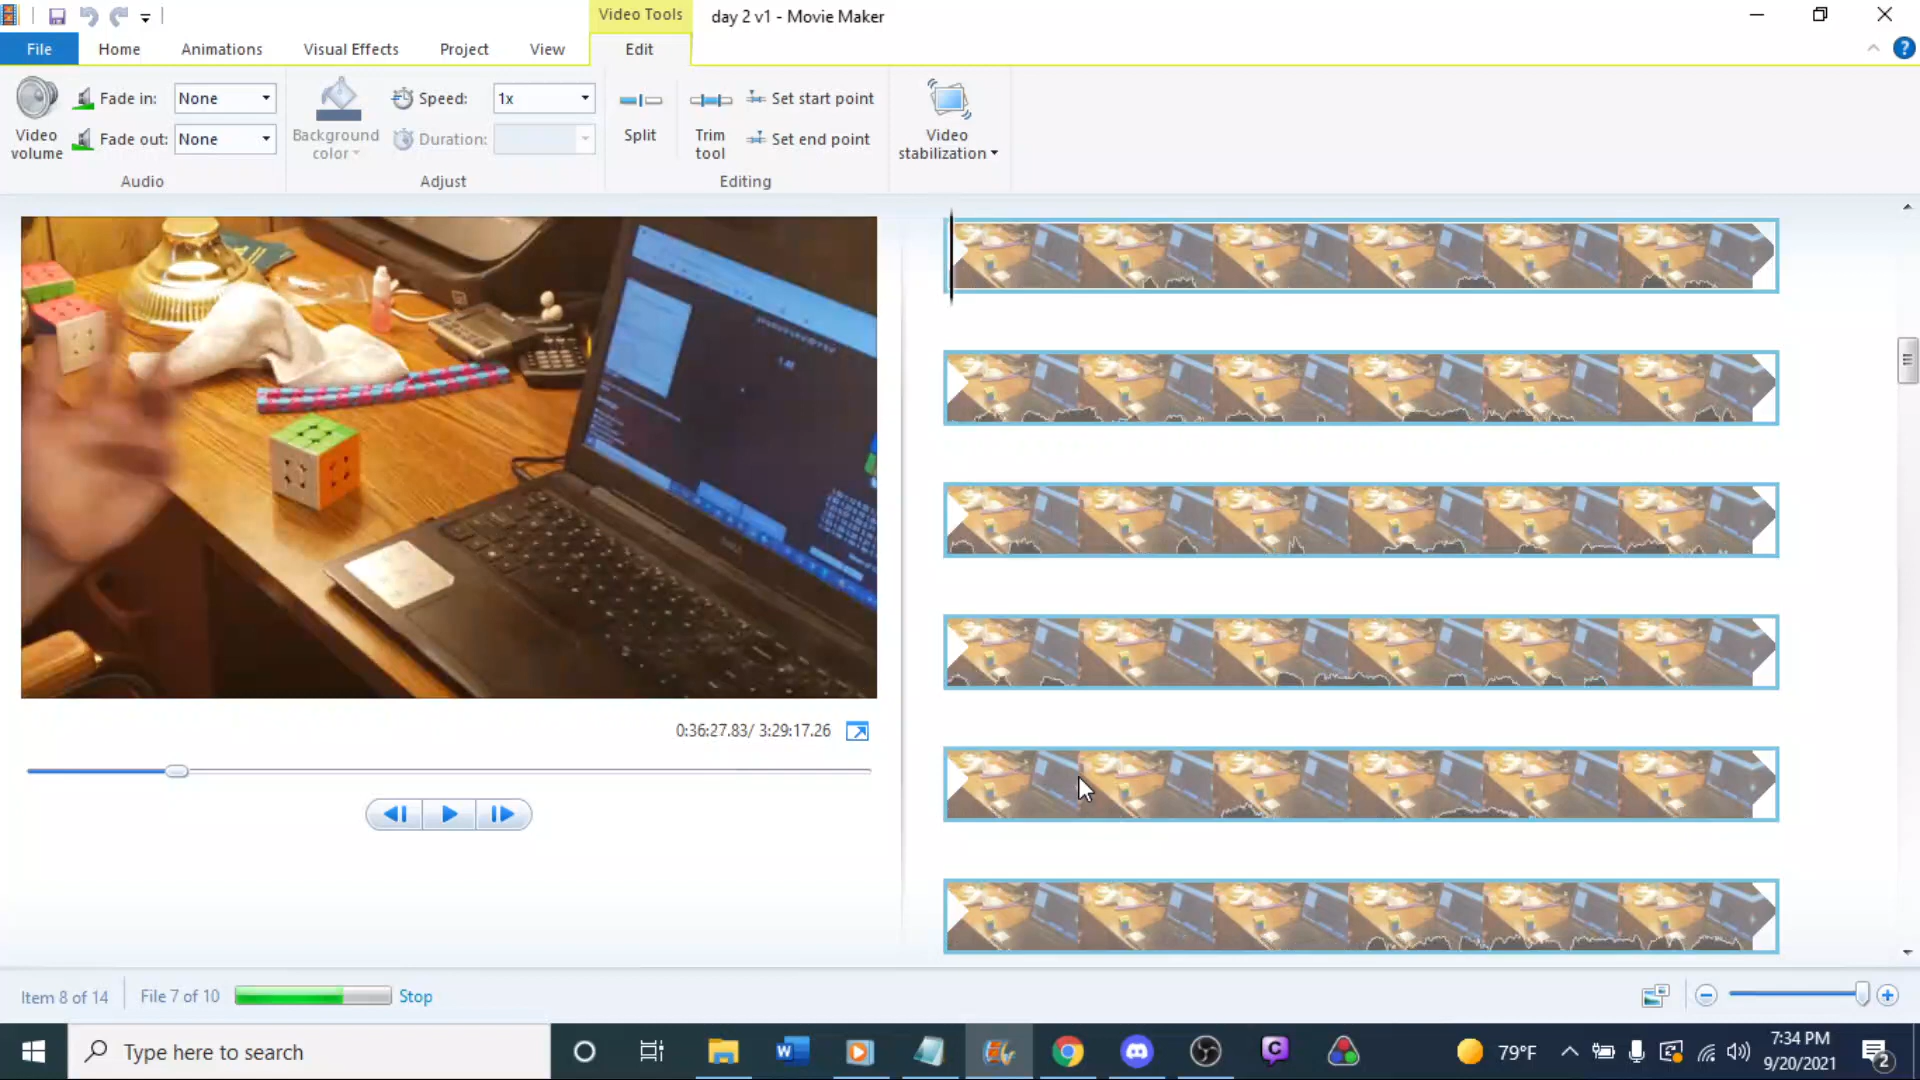 Video Tools
day 2 v1 - Movie Maker
File
Home
Animations
Visual Effects
Project
View
Edit
Video
volume
Fade in:
None
Fade out:
None
Audio
Background
color
Speed:
1x
Duration:
Adjust
Split
Trim
tool
Set start point
Set end point
Editing
Video
stabilization
0:36:27.83/ 3:29:17.26
Item 8 of 14
File 7 of 10
Stop
Type here to search
79°F
7:34 PM
9/20/2021
2